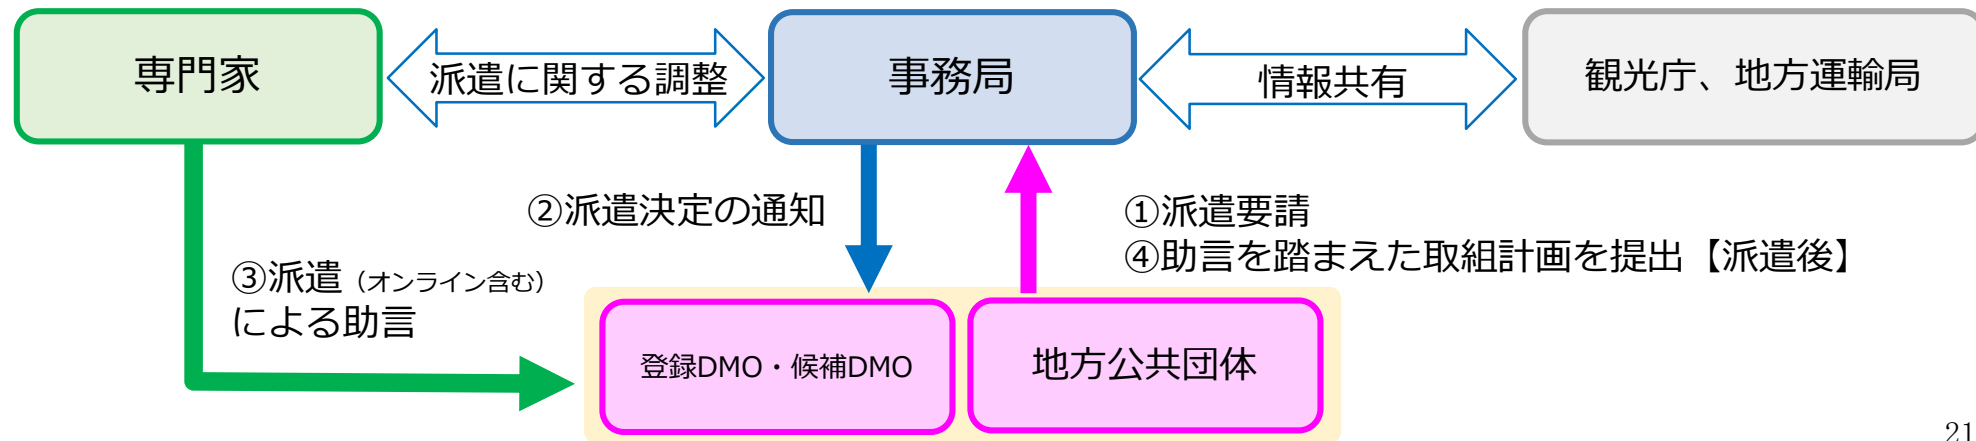 専門家
派遣に関する調整
事務局
情報共有
観光庁、地方運輸局
②派遣決定の通知
①派遣要請
④助言を踏まえた取組計画を提出【派遣後】
③派遣（オンライン含む）
による助言
登録DMO・候補DMO
地方公共団体
21